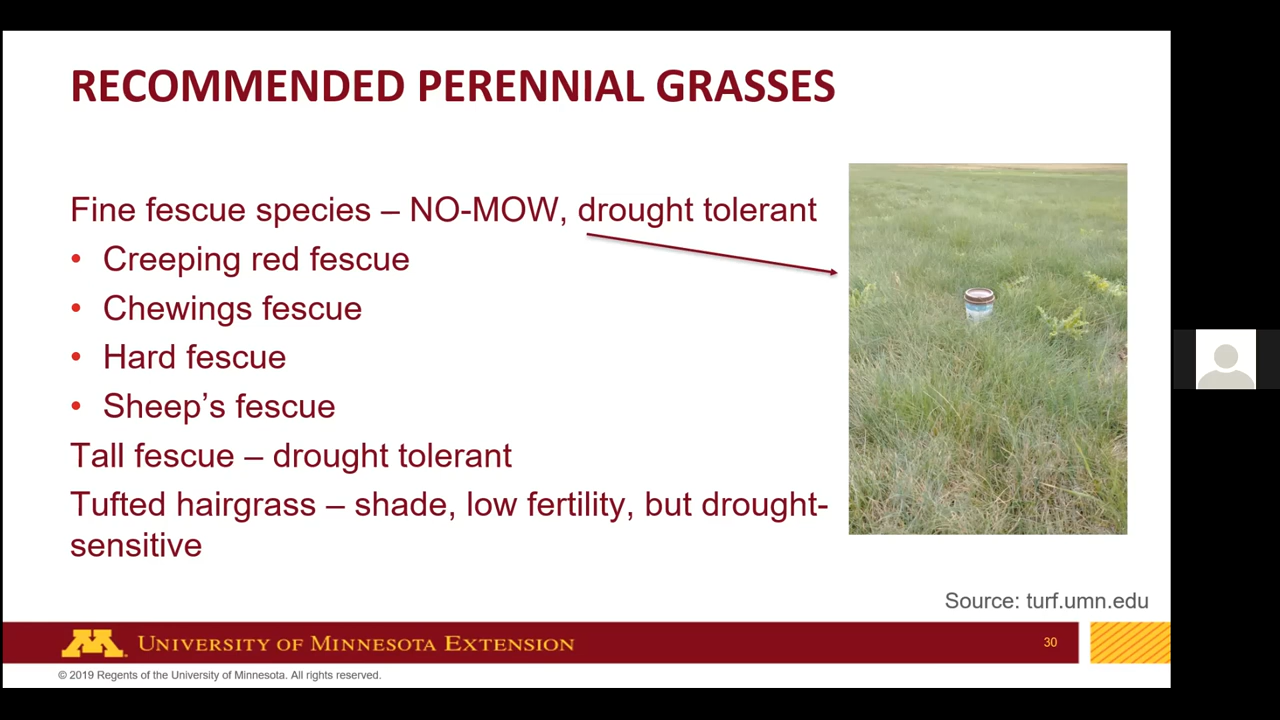 RECOMMENDED PERENNIAL GRASSES
Fine fescue species – NO-MOW, drought tolerant
• Creeping red fescue
• Chewings fescue
• Hard fescue
• Sheep’s fescue
Tall fescue – drought tolerant
Tufted hairgrass – shade, low fertility, but drought-
sensitive
Source: turf.umn.edu
M UNIVERSITY OF MINNESOTA EXTENSION
30
© 2019 Regents of the University of Minnesota. All rights reserved.